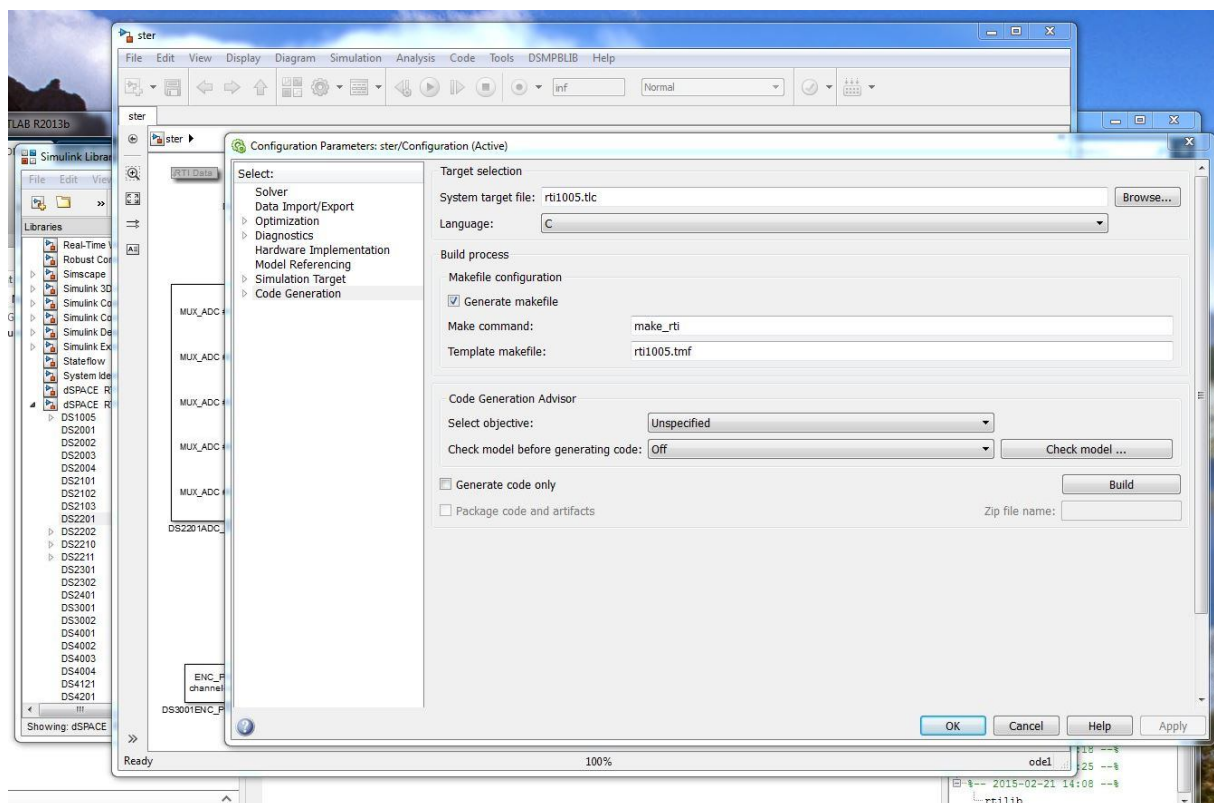 ster
File Edit View Display Diagram Simulation Analysis Code Tools DSMPBLIB Help
inf Normal
ster
TLAB R2013b
ster
Simulink Librar
File Edit Vie
»
Libraries
Real-Time
Robust Con
Simscape
Simulink 3D
Simulink Co
Simulink Co
Simulink De
Simulink Ex
Stateflow
System Ide
dSPACE R
dSPACE R
DS1005
DS2001
DS2002
DS2003
DS2004
DS2101
DS2102
DS2103
DS2201
DS2202
DS2210
DS2211
DS2301
DS2302
DS2401
DS3001
DS3002
DS4001
DS4002
DS4003
DS4004
DS4121
DS4201
Showing: dSPACE
RTI Data
MUX_ADC
MUX_ADC
MUX_ADC
MUX_ADC
MUX_ADC
DS2201ADC_
ENC_P
channel
DS3001ENC_P
Configuration Parameters: ster/Configuration (Active)
Select:
Solver
Data Import/Export
Optimization
Diagnostics
Hardware Implementation
Model Referencing
Simulation Target
Code Generation
Target selection
System target file: rti1005.tlc Browse...
Language: C
Build process
Makefile configuration
Generate makefile
Make command: make_rti
Template makefile: rti1005.tmf
Code Generation Advisor
Select objective: Unspecified
Check model before generating code: Off Check model ...
Generate code only Build
Package code and artifacts Zip file name:
OK Cancel Help Apply
»
Ready 100% ode1
:18 --%
:25 --%
%-- 2015-02-21 14:08 --%
rtilib